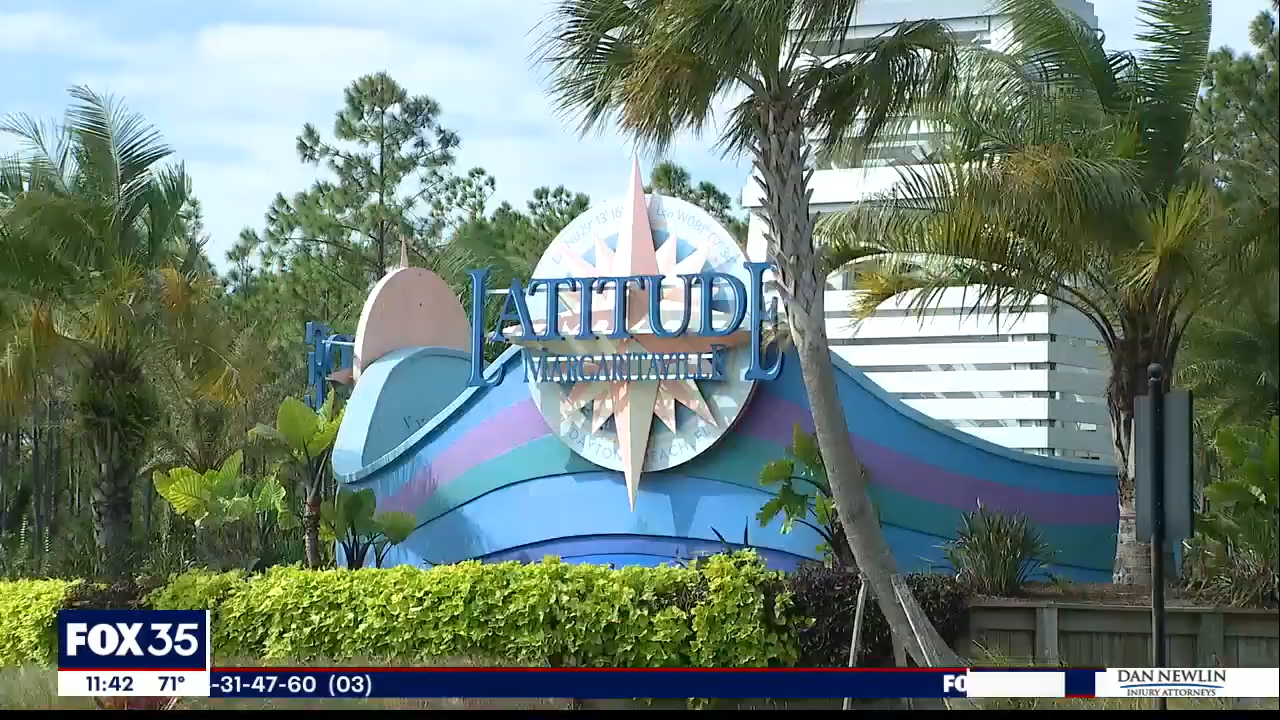 LATITUDE
MARGARITAVILLE
FOX 35
11:42 71°
-31-47-60 (03)
FO
DAN NEWLIN
INJURY ATTORNEYS